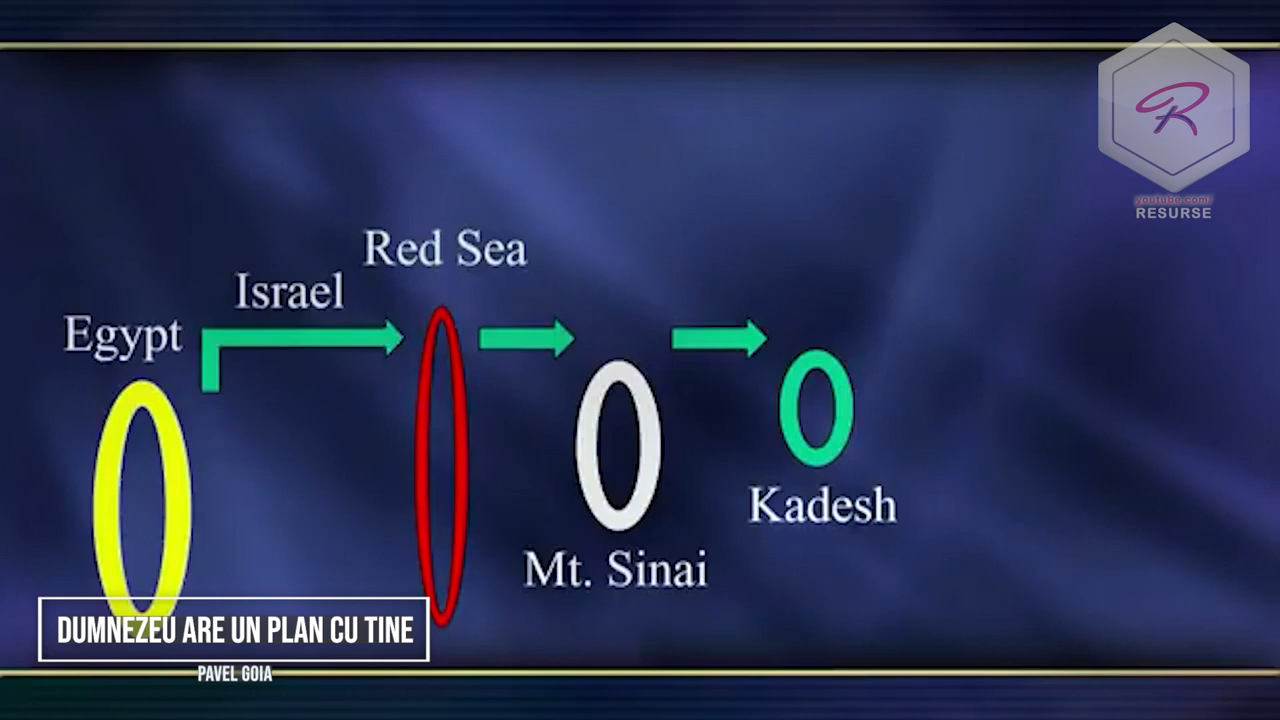 Red Sea
Israel
Egypt
Kadesh
Mt. Sinai
DUMNEZEU ARE UN PLAN CU TINE
PAVEL GOIA
R
youtube.com/
RESURSE